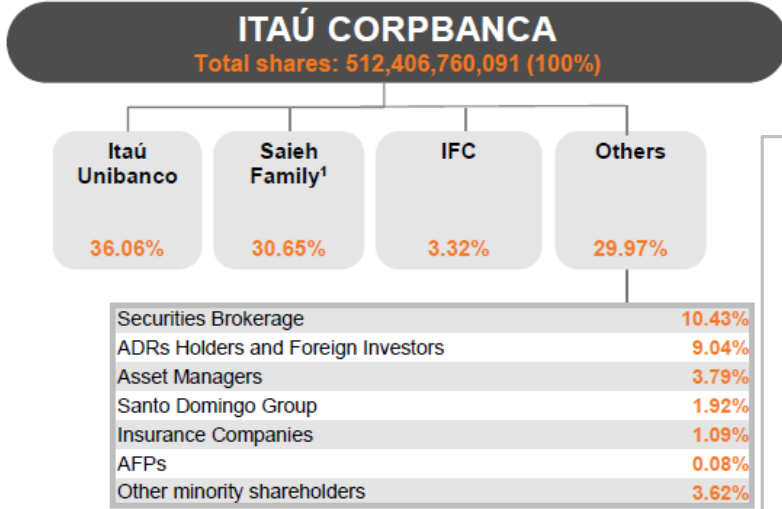 ITAÚ CORPBANCA
Total shares: 512,406,760,091 (100%)
Itaú
Unibanco
36.06%
Saieh
Family¹
30.65%
IFC
3.32%
Others
29.97%
Securities Brokerage 10.43%
ADRs Holders and Foreign Investors 9.04%
Asset Managers 3.79%
Santo Domingo Group 1.92%
Insurance Companies 1.09%
AFPs 0.08%
Other minority shareholders 3.62%